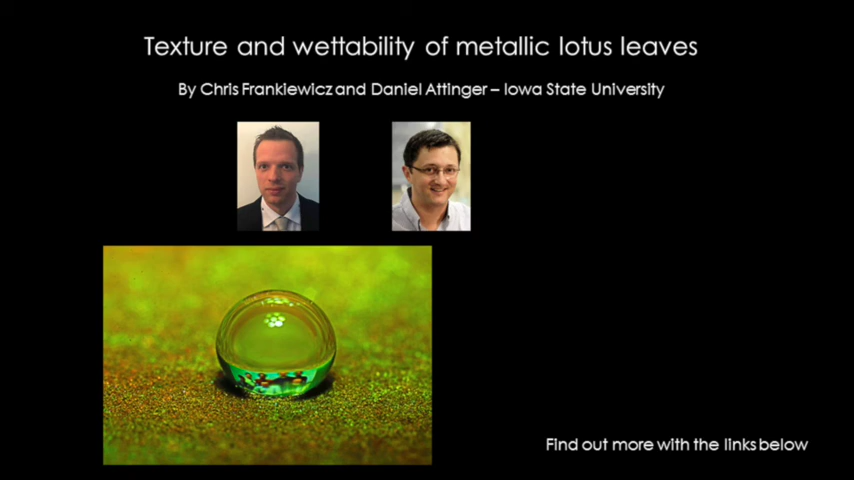 Texture and wettability of metallic lotus leaves
By Chris Frankiewicz and Daniel Attinger – Iowa State University
Find out more with the links below